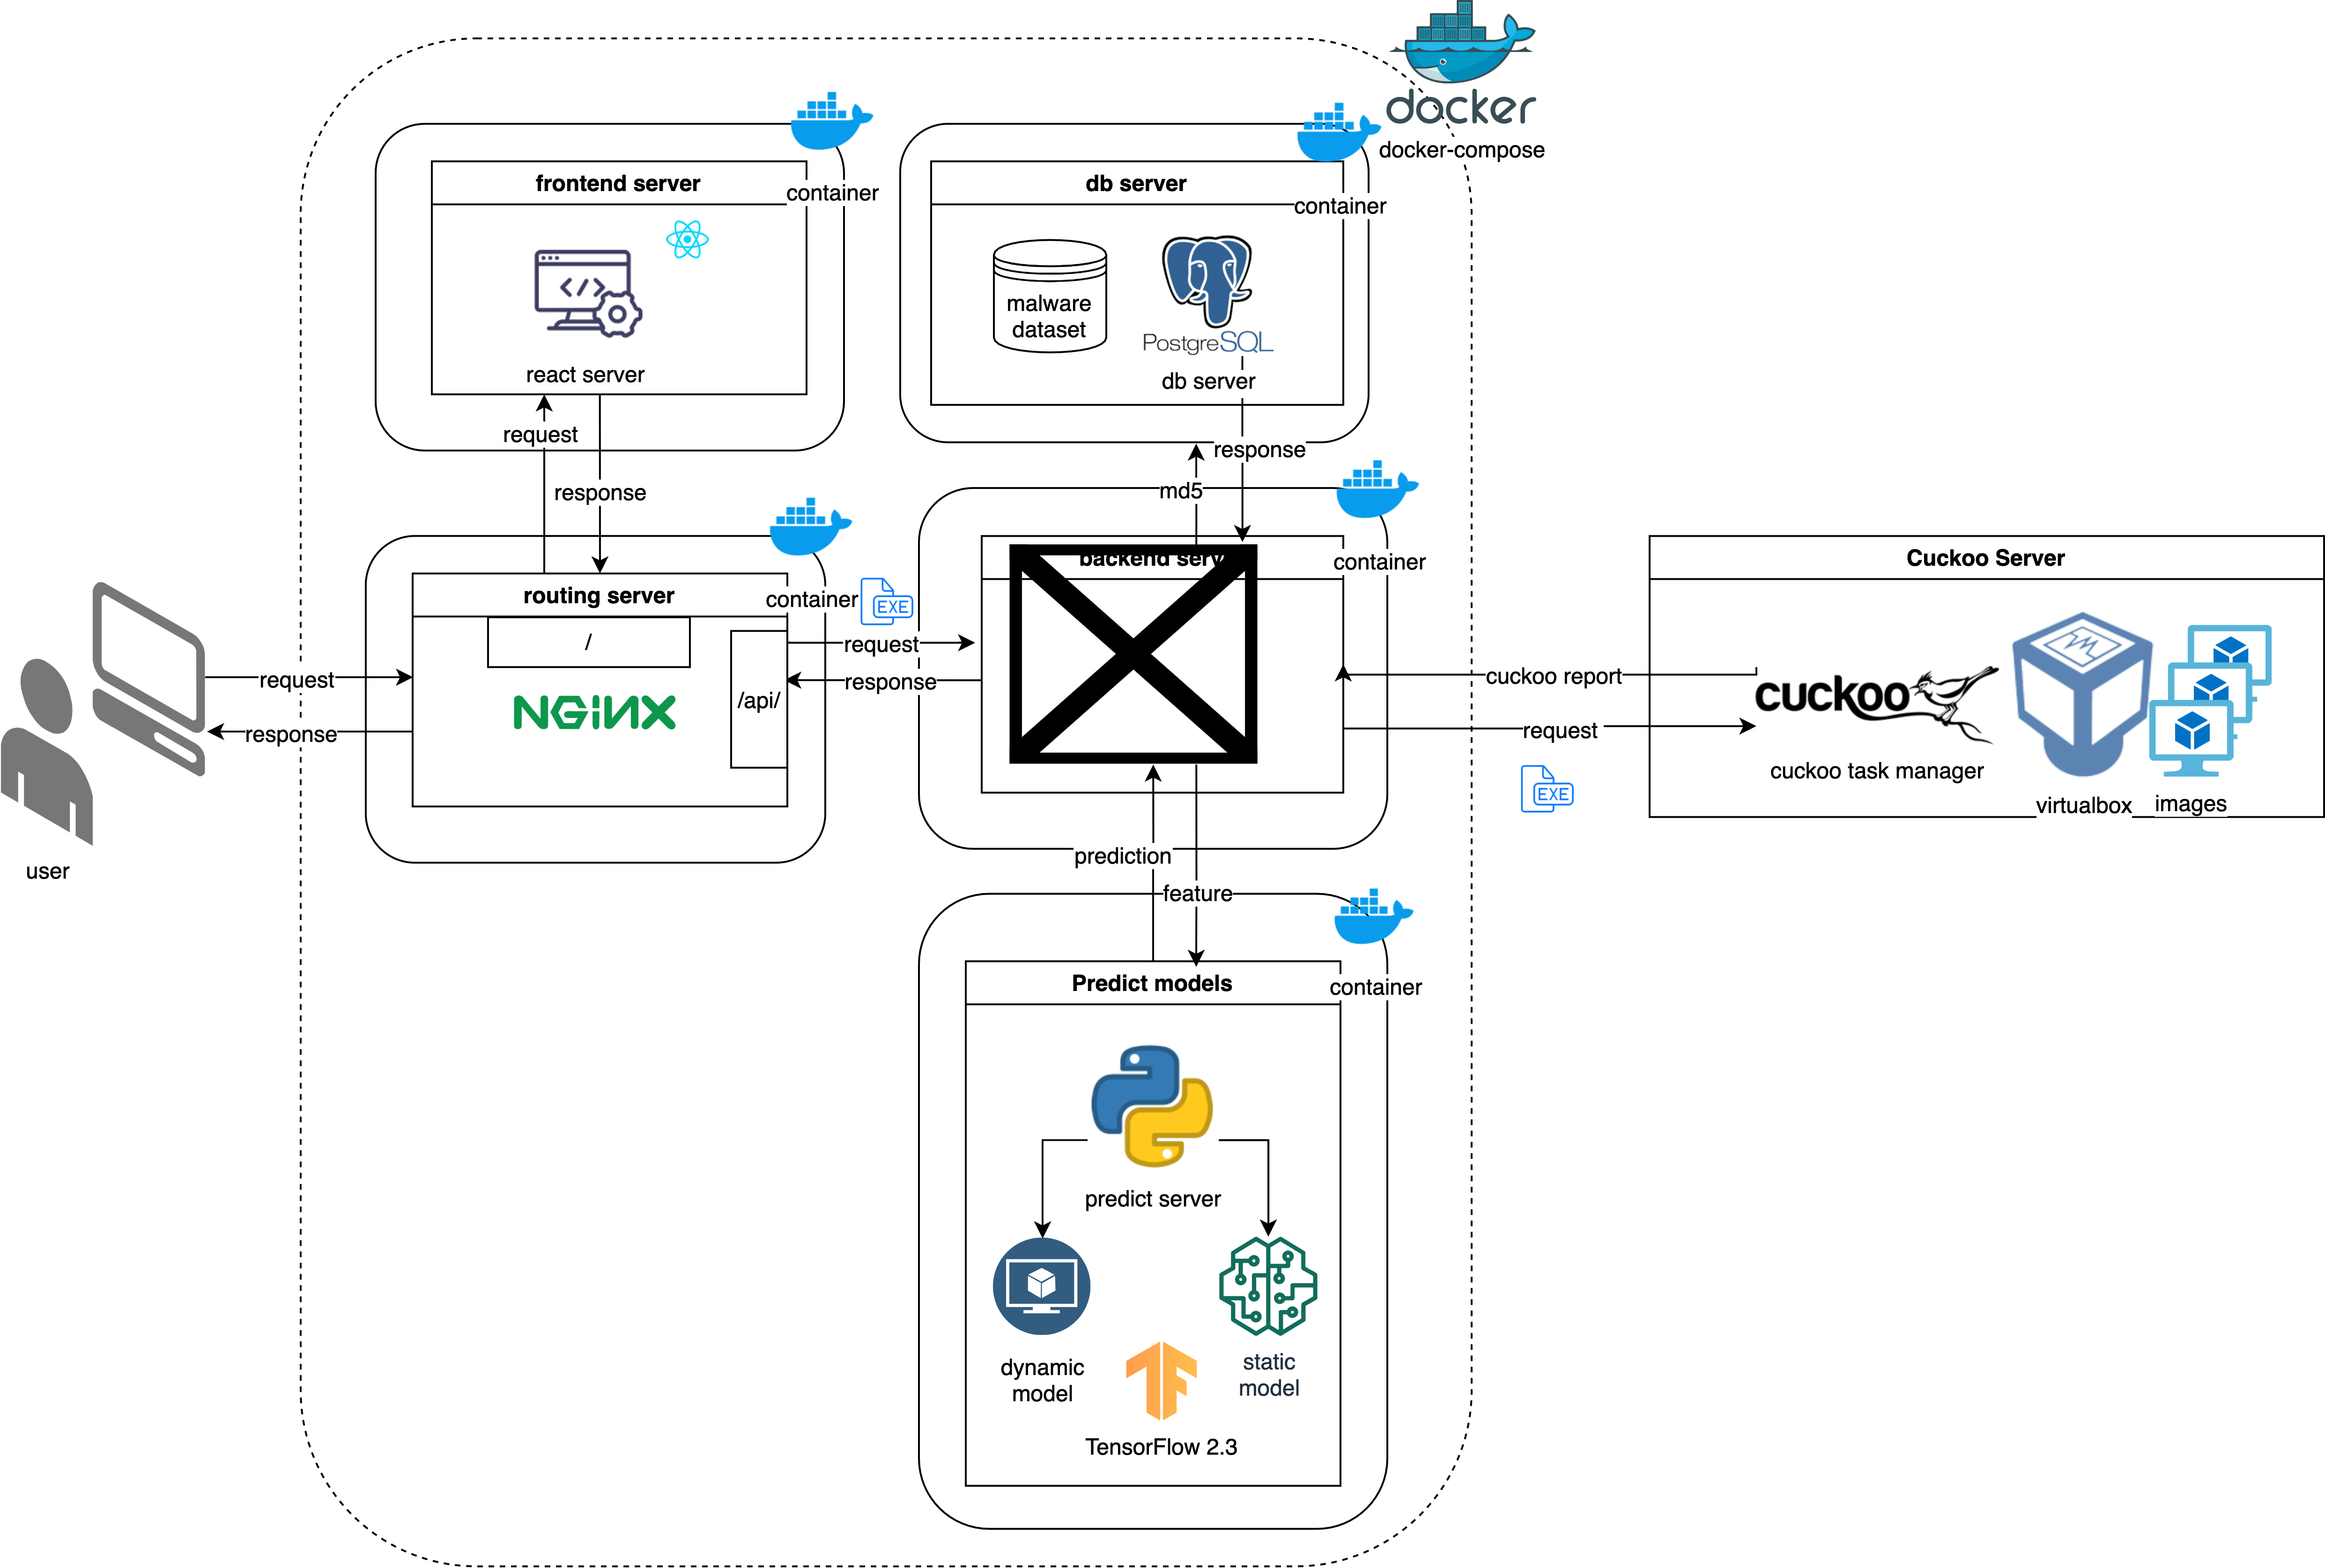 docker
docker-compose
frontend server
container
react server
db server
container
malware
dataset
PostgreSQL
db server
request
response
md5
response
routing server
container
/
NGINX
/api/
EXE
request
response
backend
container
request
response
user
prediction
feature
cuckoo report
request
EXE
Cuckoo Server
cuckoo
cuckoo task manager
virtualbox
images
Predict models
container
predict server
dynamic
model
static
model
TensorFlow 2.3